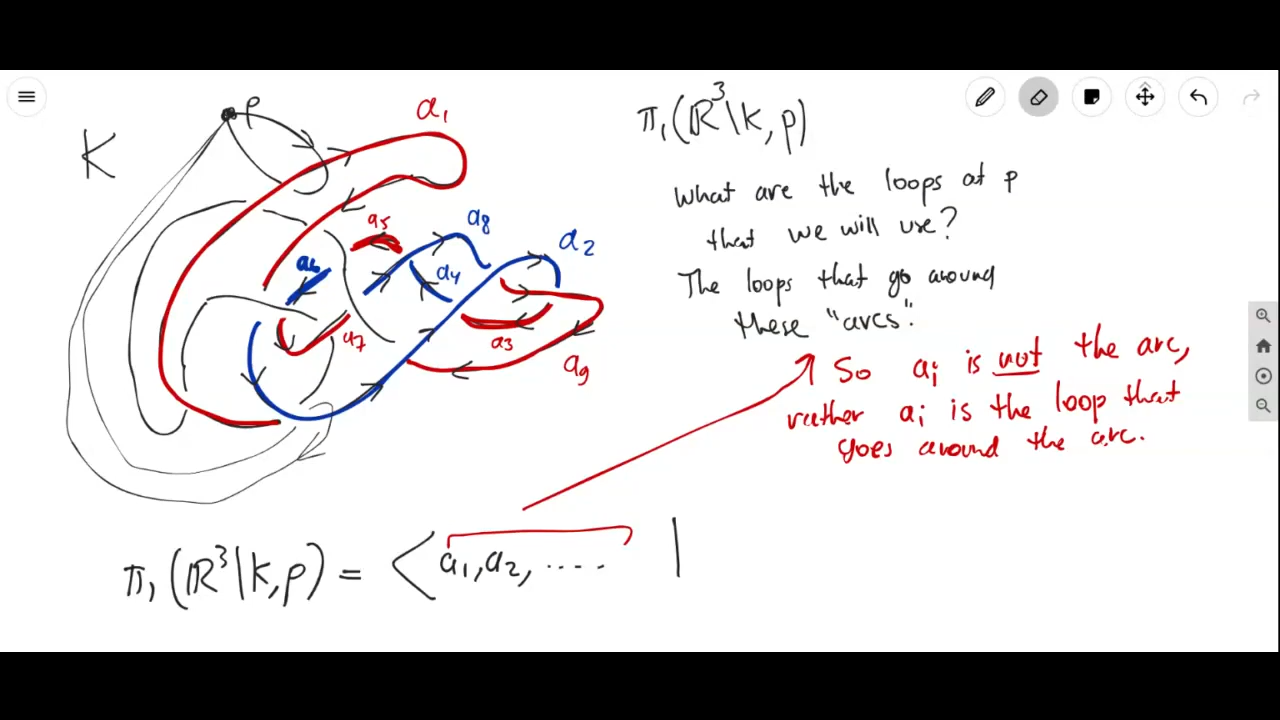 K
p
a₁
a₅
a₈
a₂
a₆
a₄
a₇
a₃
a₉
π₁(ℝ³\K,p)
What are the loops at p
that we will use?
The loops that go around
these "arcs".
So aᵢ is not the arc,
rather aᵢ is the loop that
goes around the arc.
π₁(ℝ³\K,p) = < a₁,a₂, .... |